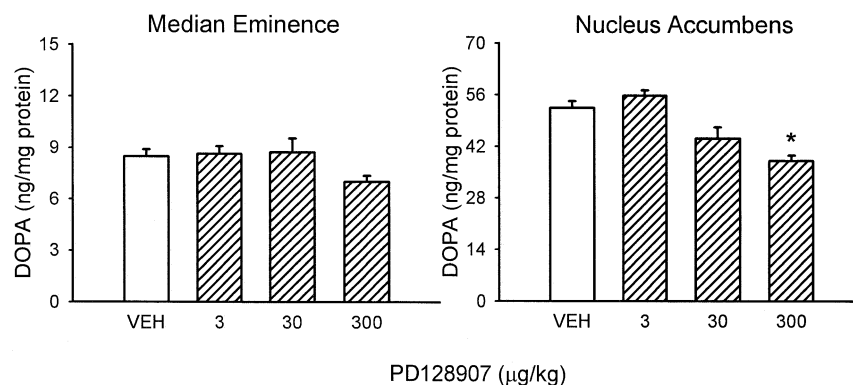 Median Eminence
DOPA (ng/mg protein)
15
12
9
6
3
0
VEH 3 30 300
Nucleus Accumbens
DOPA (ng/mg protein)
70
56
42
28
14
0
*
VEH 3 30 300
PD128907 (μg/kg)